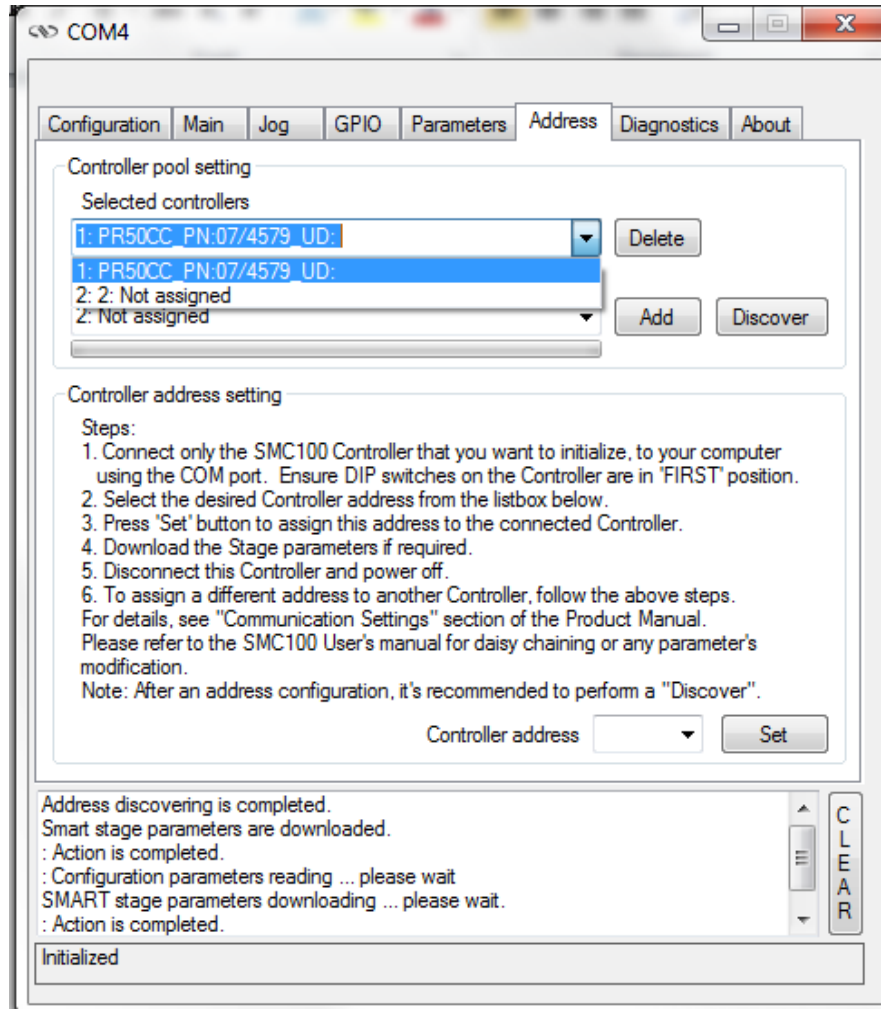 COM4
Configuration Main Jog GPIO Parameters Address Diagnostics About
Controller pool setting
Selected controllers
1: PR50CC_PN:07/4579_UD: Delete
1: PR50CC_PN:07/4579_UD:
2: 2: Not assigned
2: Not assigned Add Discover
Controller address setting
Steps:
1. Connect only the SMC100 Controller that you want to initialize, to your computer
using the COM port. Ensure DIP switches on the Controller are in 'FIRST' position.
2. Select the desired Controller address from the listbox below.
3. Press 'Set' button to assign this address to the connected Controller.
4. Download the Stage parameters if required.
5. Disconnect this Controller and power off.
6. To assign a different address to another Controller, follow the above steps.
For details, see "Communication Settings" section of the Product Manual.
Please refer to the SMC100 User's manual for daisy chaining or any parameter's
modification.
Note: After an address configuration, it's recommended to perform a "Discover".
Controller address Set
Address discovering is completed.
Smart stage parameters are downloaded.
: Action is completed.
: Configuration parameters reading ... please wait
SMART stage parameters downloading ... please wait.
: Action is completed.
CLEAR
Initialized